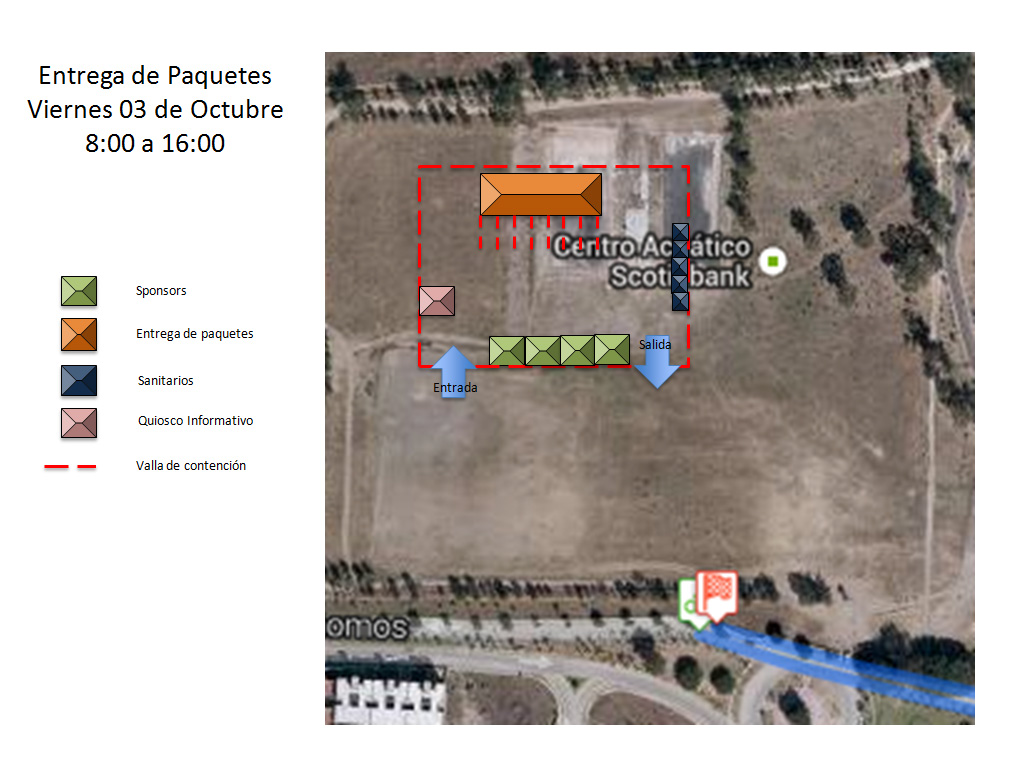 Entrega de Paquetes
Viernes 03 de Octubre
8:00 a 16:00
Sponsors
Entrega de paquetes
Sanitarios
Quiosco Informativo
Valla de contención
Centro Acuático
Scotiabank
Salida
Entrada
omos